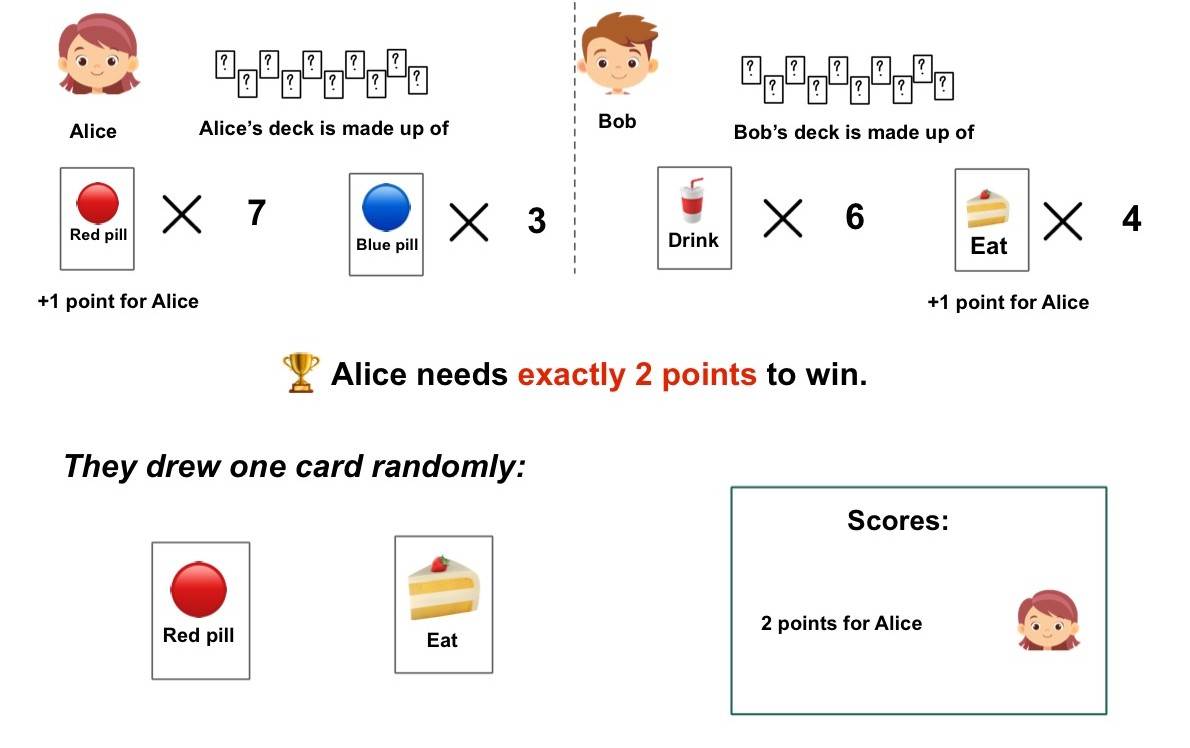 ? ? ? ? ? ? ? ? ? ?
Alice
Alice’s deck is made up of
Red pill
7
Blue pill
3
+1 point for Alice
? ? ? ? ? ? ? ? ? ?
Bob
Bob’s deck is made up of
Drink
6
Eat
4
+1 point for Alice
Alice needs exactly 2 points to win.
They drew one card randomly:
Red pill
Eat
Scores:
2 points for Alice